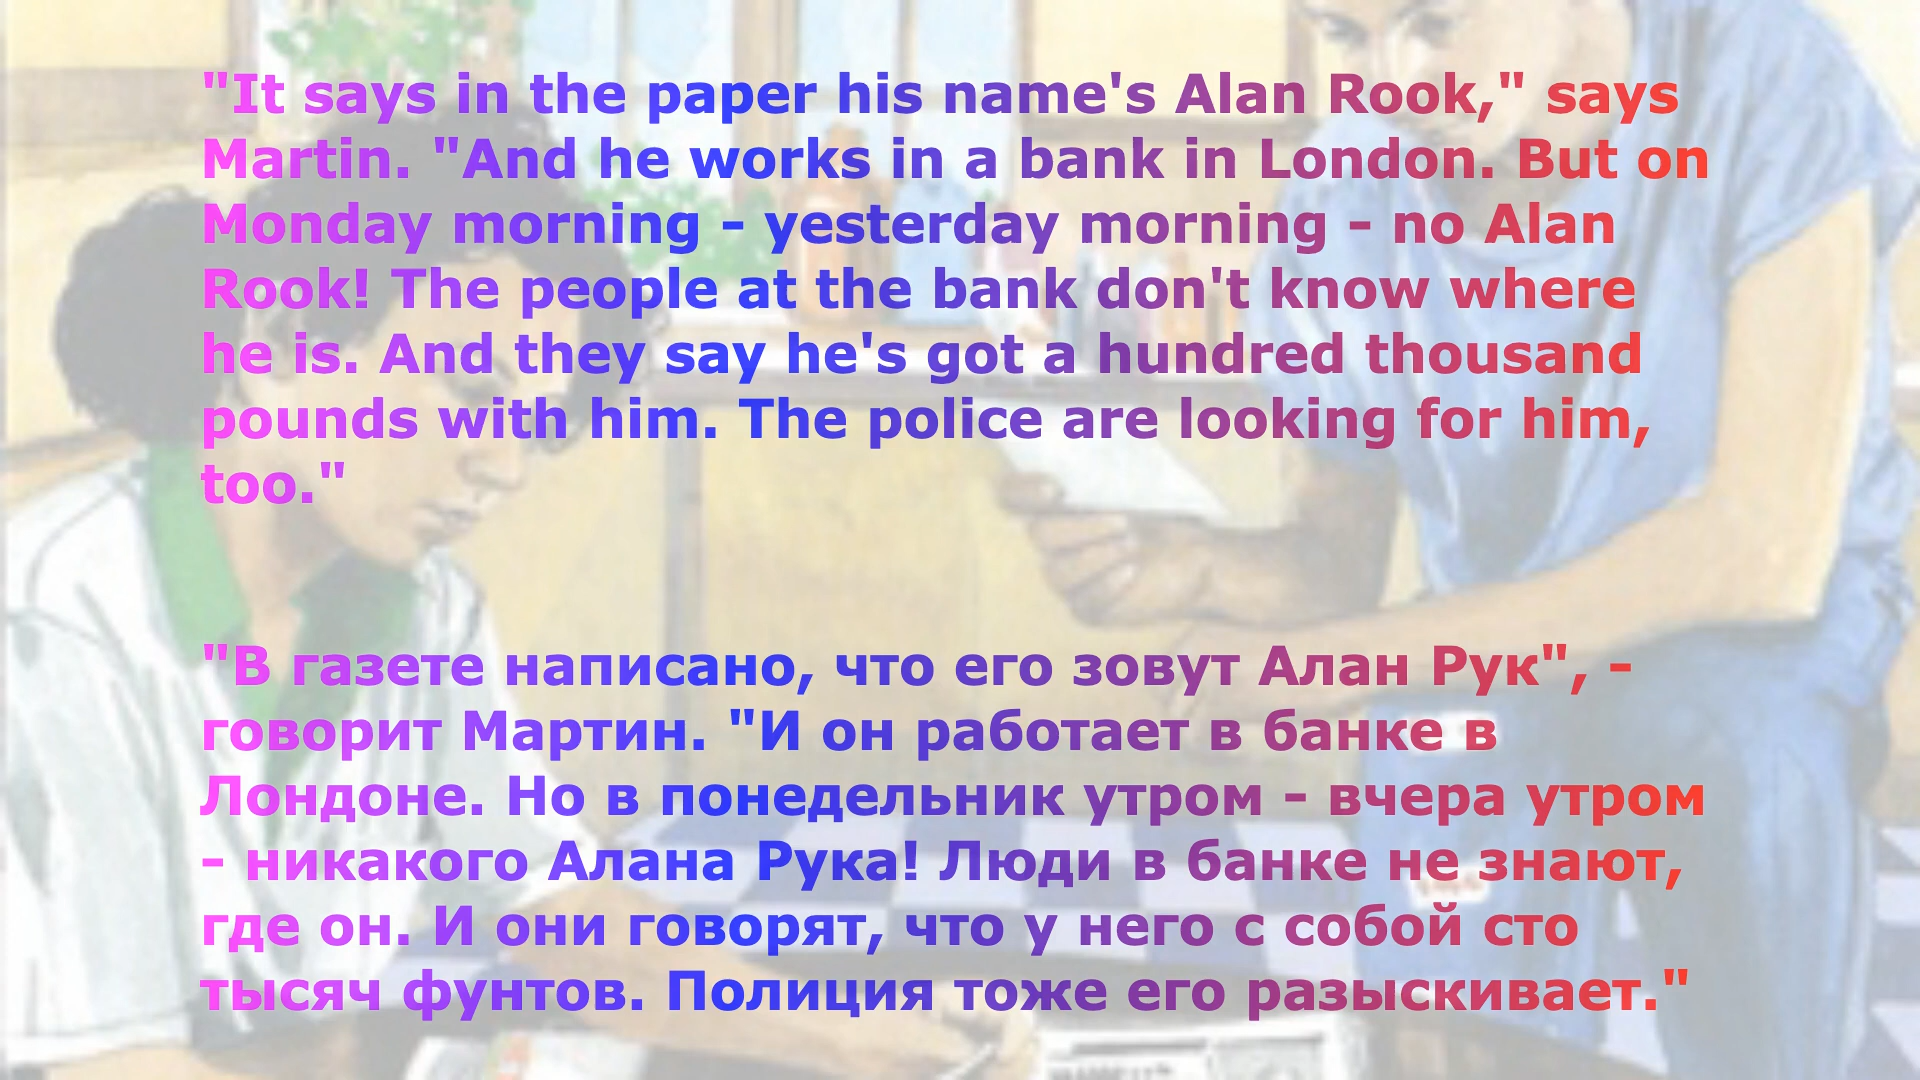 "It says in the paper his name's Alan Rook," says
Martin. "And he works in a bank in London. But on
Monday morning - yesterday morning - no Alan
Rook! The people at the bank don't know where
he is. And they say he's got a hundred thousand
pounds with him. The police are looking for him,
too."
"В газете написано, что его зовут Алан Рук", -
говорит Мартин. "И он работает в банке в
Лондоне. Но в понедельник утром - вчера утром
- никакого Алана Рука! Люди в банке не знают,
где он. И они говорят, что у него с собой сто
тысяч фунтов. Полиция тоже его разыскивает."